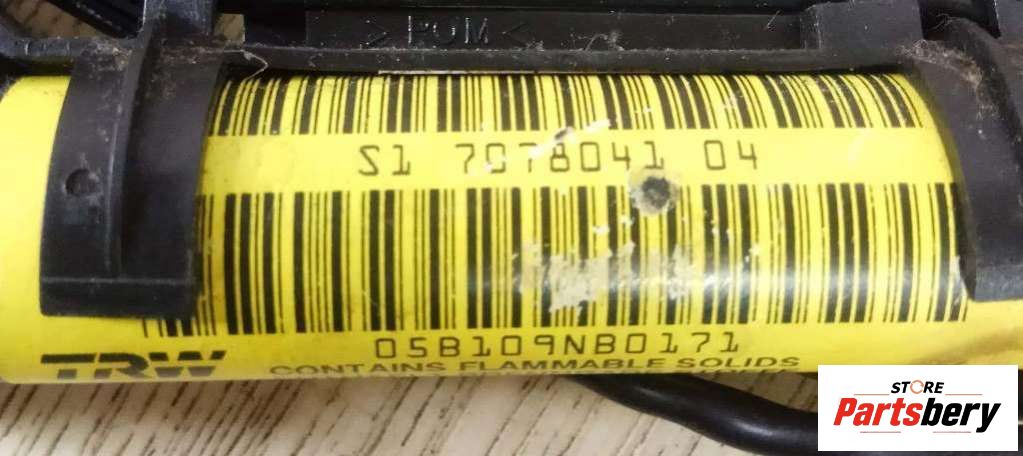 > POM <
S1 7078041 04
05B109NB0171
TRW
CONTAINS FLAMMABLE SOLIDS
STORE
Partsbery